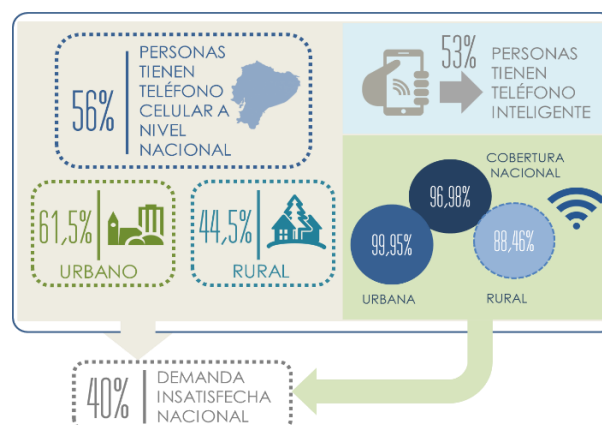 56%
PERSONAS
TIENEN
TELÉFONO
CELULAR A
NIVEL
NACIONAL
61,5%
URBANO
44,5%
RURAL
53%
PERSONAS
TIENEN
TELÉFONO
INTELIGENTE
COBERTURA
NACIONAL
96,98%
99,95%
88,46%
URBANA
RURAL
40%
DEMANDA
INSATISFECHA
NACIONAL